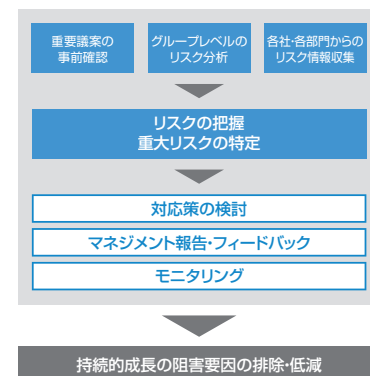 重要議案の
事前確認
グループレベルの
リスク分析
各社・各部門からの
リスク情報収集
リスクの把握
重大リスクの特定
対応策の検討
マネジメント報告・フィードバック
モニタリング
持続的成長の阻害要因の排除・低減